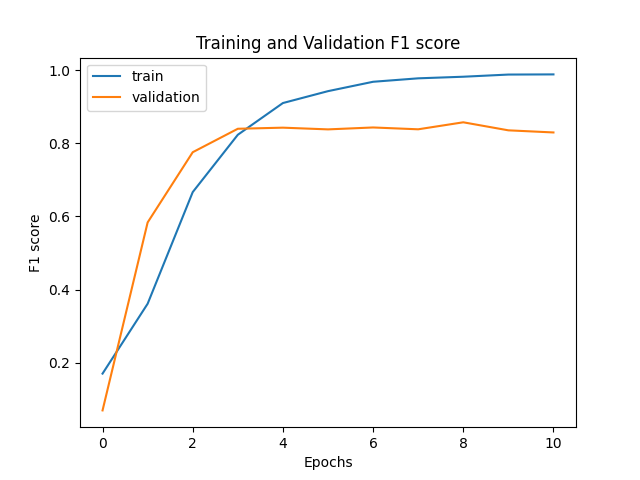 Training and Validation F1 score
train
validation
1.0
0.8
0.6
0.4
0.2
F1 score
0 2 4 6 8 10
Epochs